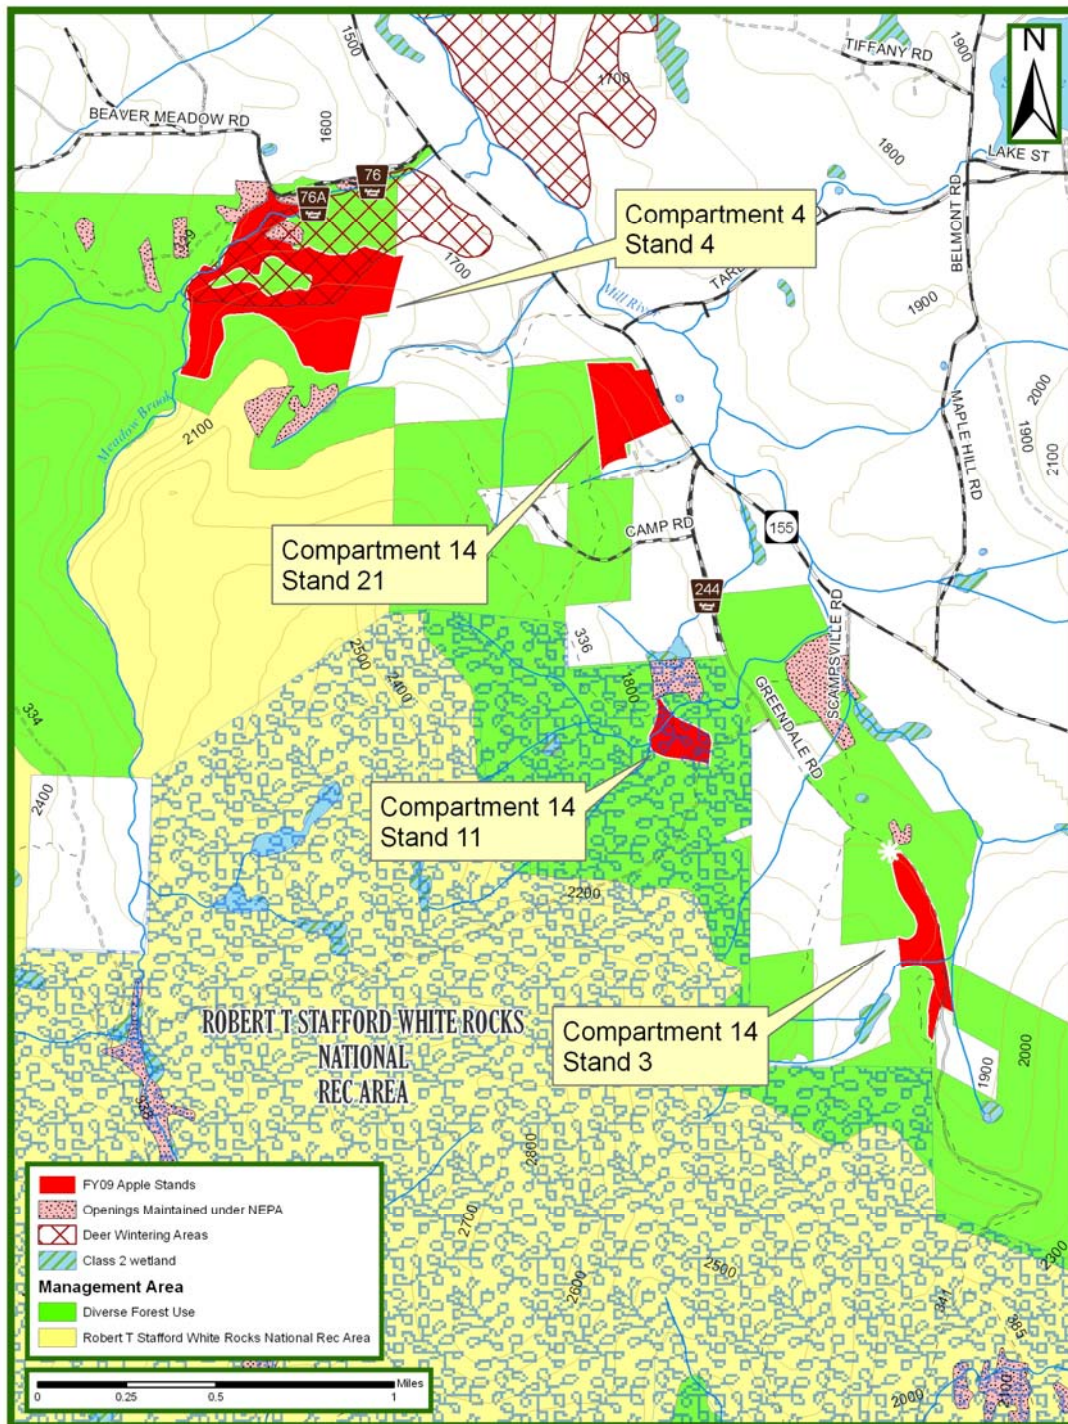 1500
1900
TIFFANY RD
N
1700
BEAVER MEADOW RD
1600
1800
LAKE ST
76
76A
Compartment 4
Stand 4
BELMONT RD
1700
Mill River
1900
Meadow Brook
2100
MAPLE HILL RD
2000
1900
2100
Compartment 14
Stand 21
CAMP RD
155
244
SCAMPSVILLE RD
336
2500
2400
1800
GREENDALE RD
334
2400
Compartment 14
Stand 11
2200
ROBERT T STAFFORD WHITE ROCKS
NATIONAL
REC AREA
Compartment 14
Stand 3
2000
1900
338
2800
2700
2600
2500
2300
341
385
2000
2100
FY09 Apple Stands
Openings Maintained under NEPA
Deer Wintering Areas
Class 2 wetland
Management Area
Diverse Forest Use
Robert T Stafford White Rocks National Rec Area
Miles
0 0.25 0.5 1